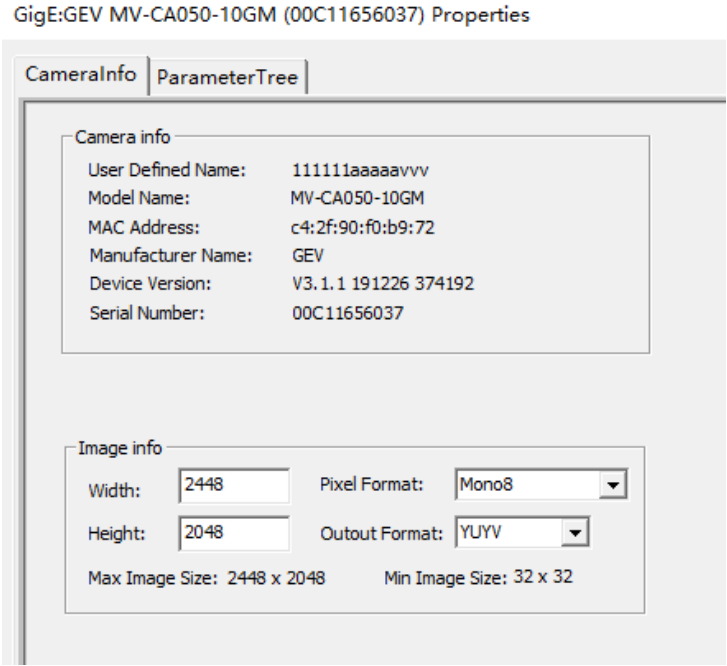 GigE:GEV MV-CA050-10GM (00C11656037) Properties
CameraInfo ParameterTree
Camera info
User Defined Name: 111111aaaaavvv
Model Name: MV-CA050-10GM
MAC Address: c4:2f:90:f0:b9:72
Manufacturer Name: GEV
Device Version: V3.1.1 191226 374192
Serial Number: 00C11656037
Image info
Width: 2448 Pixel Format: Mono8
Height: 2048 Outout Format: YUYV
Max Image Size: 2448 x 2048 Min Image Size: 32 x 32